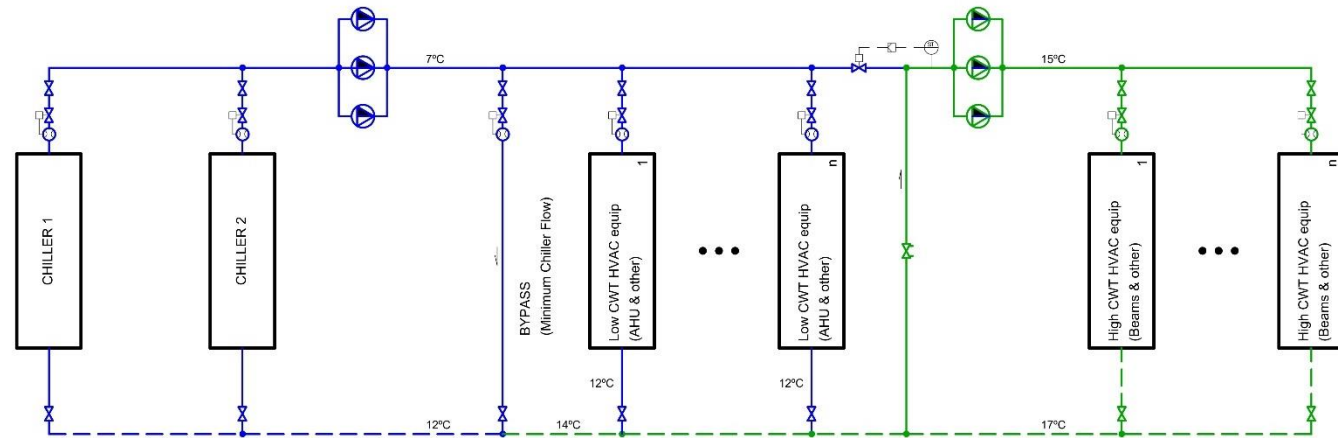 7ºC
15ºC
CHILLER 1
CHILLER 2
BYPASS
(Minimum Chiller Flow)
Low CWT HVAC equip
(AHU & other)
1
Low CWT HVAC equip
(AHU & other)
n
High CWT HVAC equip
(Beams & other)
1
High CWT HVAC equip
(Beams & other)
n
12ºC
12ºC
12ºC
14ºC
17ºC